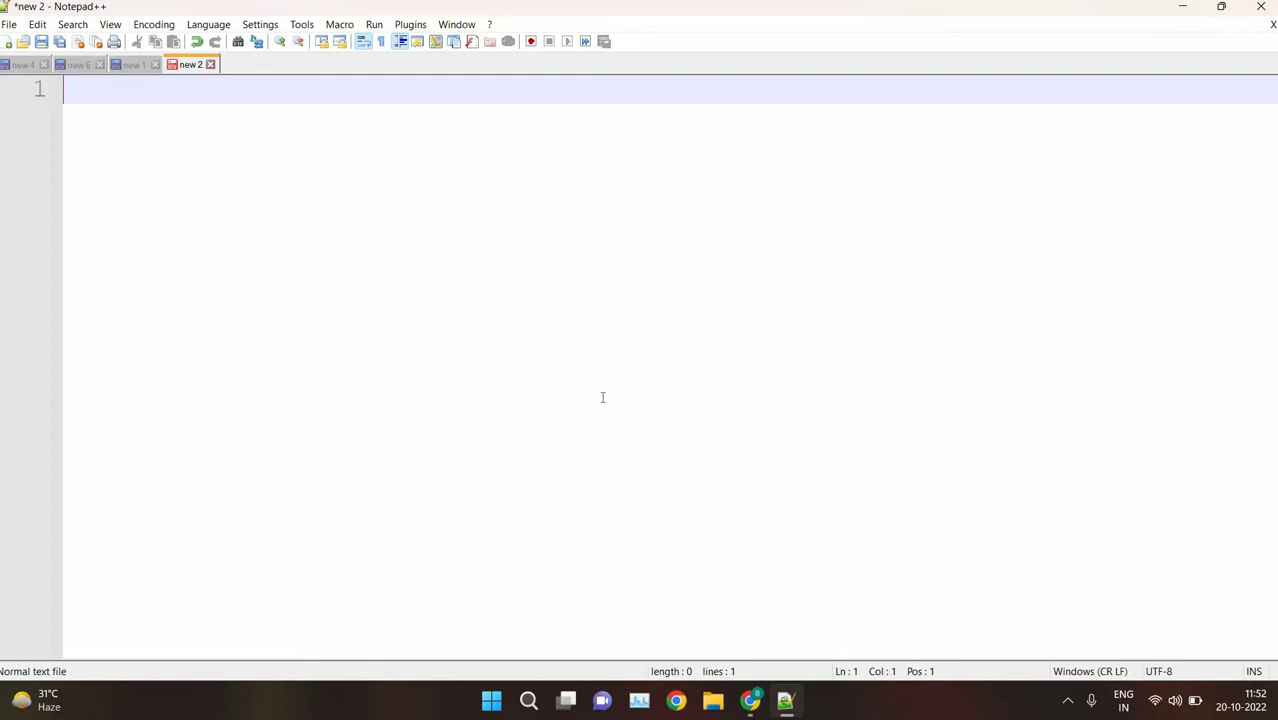 *new 2 - Notepad++
File Edit Search View Encoding Language Settings Tools Macro Run Plugins Window ?
new 4 new 6 new 1 new 2
1
Normal text file length : 0 lines : 1 Ln : 1 Col : 1 Pos : 1 Windows (CR LF) UTF-8 INS
31°C
Haze
ENG
IN
11:52
20-10-2022